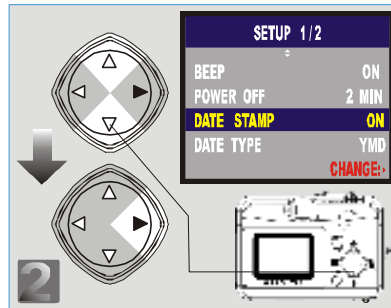 SETUP 1/2
BEEP ON
POWER OFF 2 MIN
DATE STAMP ON
DATE TYPE YMD
CHANGE:
2